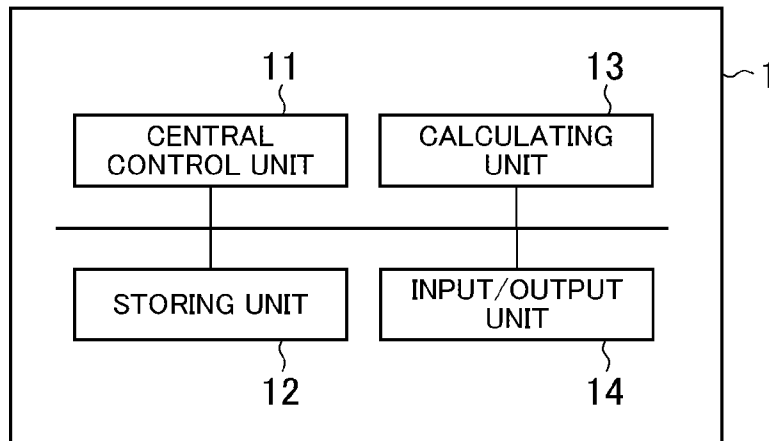 11
13
1
CENTRAL
CONTROL UNIT
CALCULATING
UNIT
STORING UNIT
INPUT/OUTPUT
UNIT
12
14